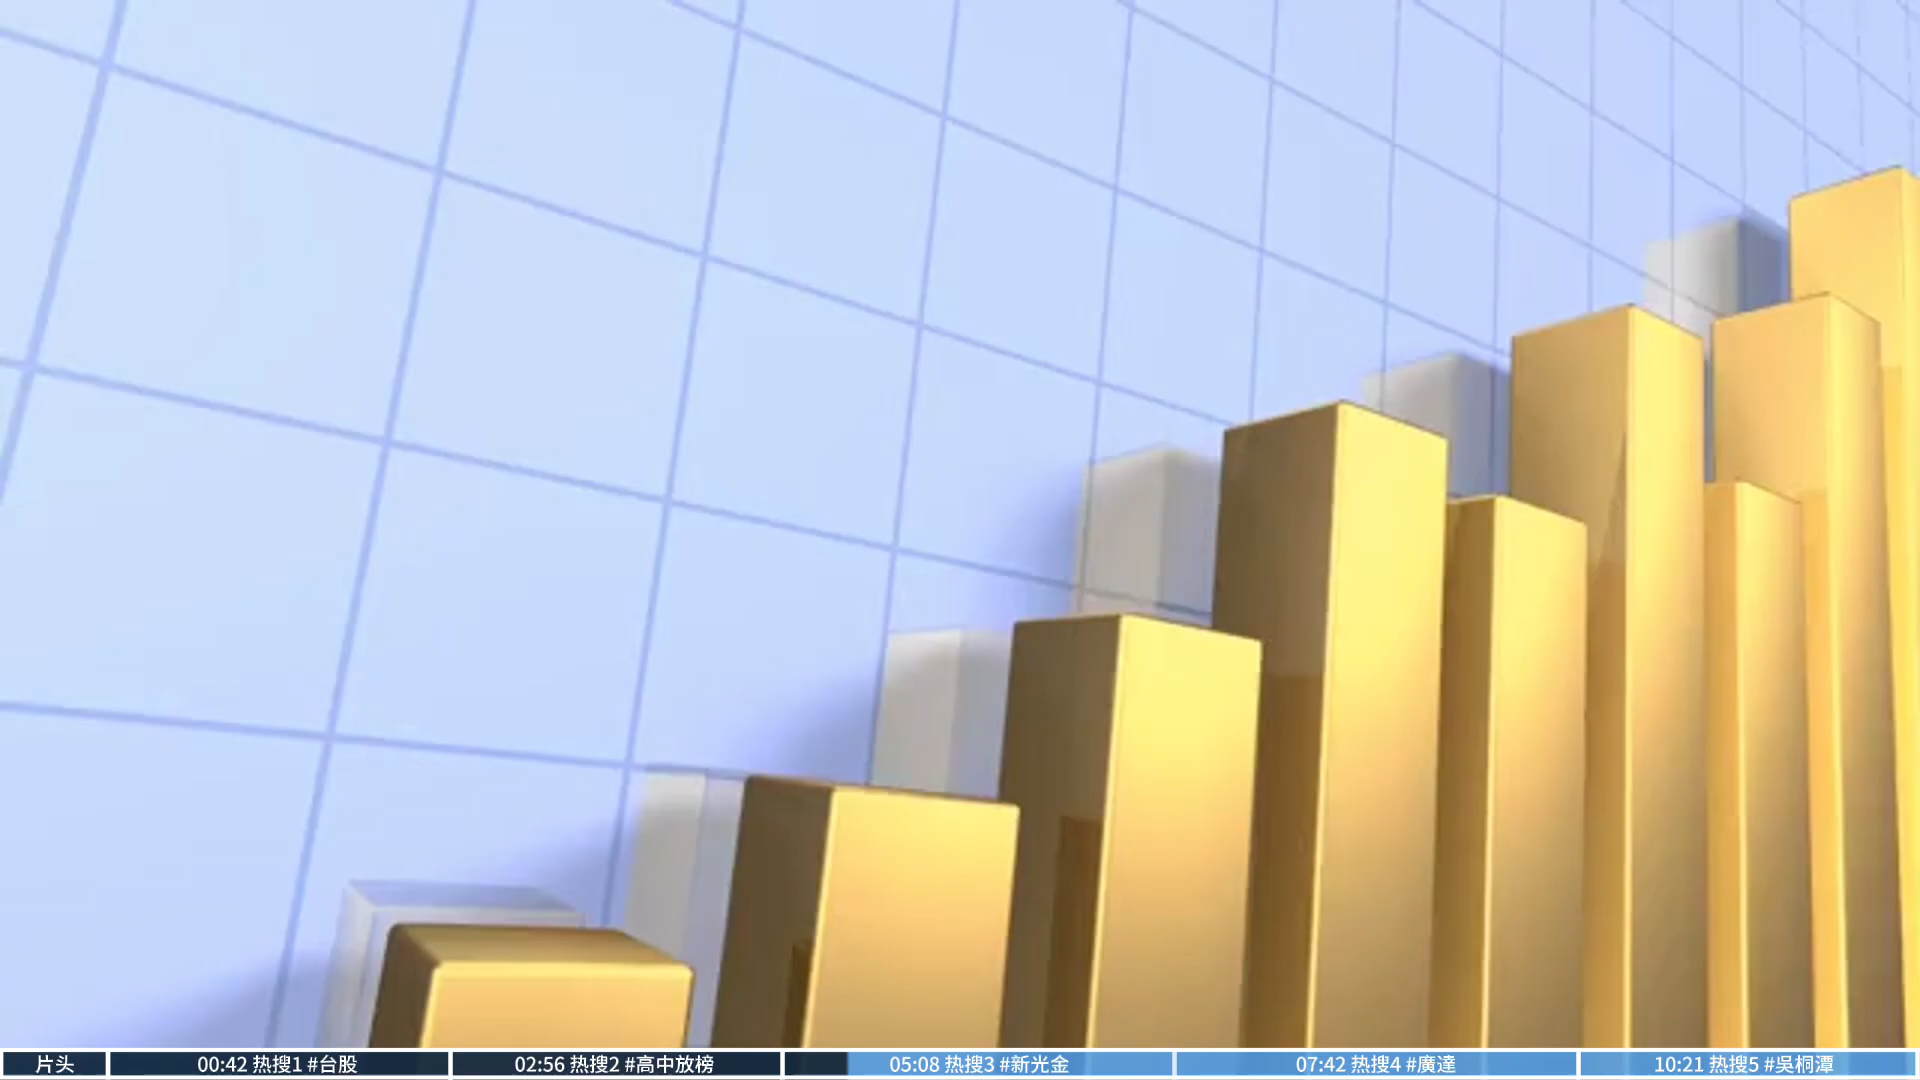 片头
00:42 热搜1 #台股
02:56 热搜2 #高中放榜
05:08 热搜3 #新光金
07:42 热搜4 #廣達
10:21 热搜5 #吳桐潭